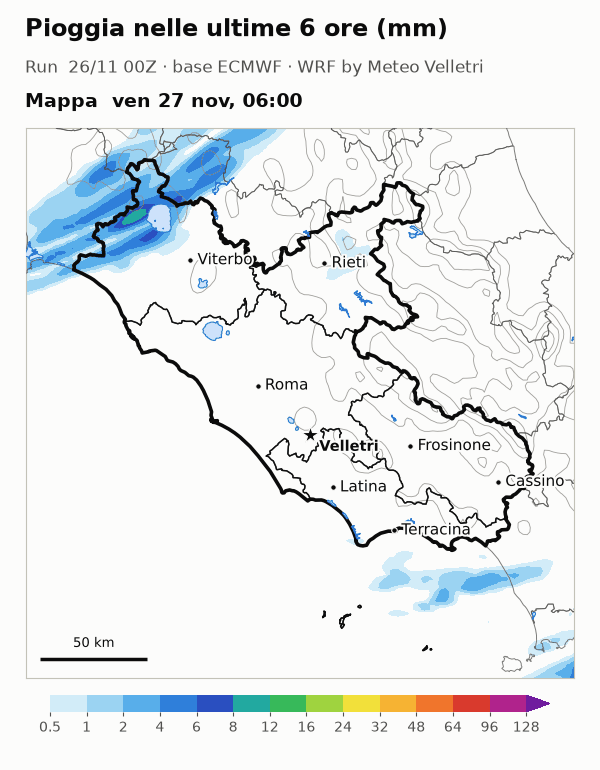 Pioggia nelle ultime 6 ore (mm)
Run  26/11 00Z · base ECMWF · WRF by Meteo Velletri
Mappa  ven 27 nov, 06:00
Viterbo
Rieti
Roma
Velletri
Frosinone
Latina
Cassino
Terracina
50 km
0.5 1 2 4 6 8 12 16 24 32 48 64 96 128